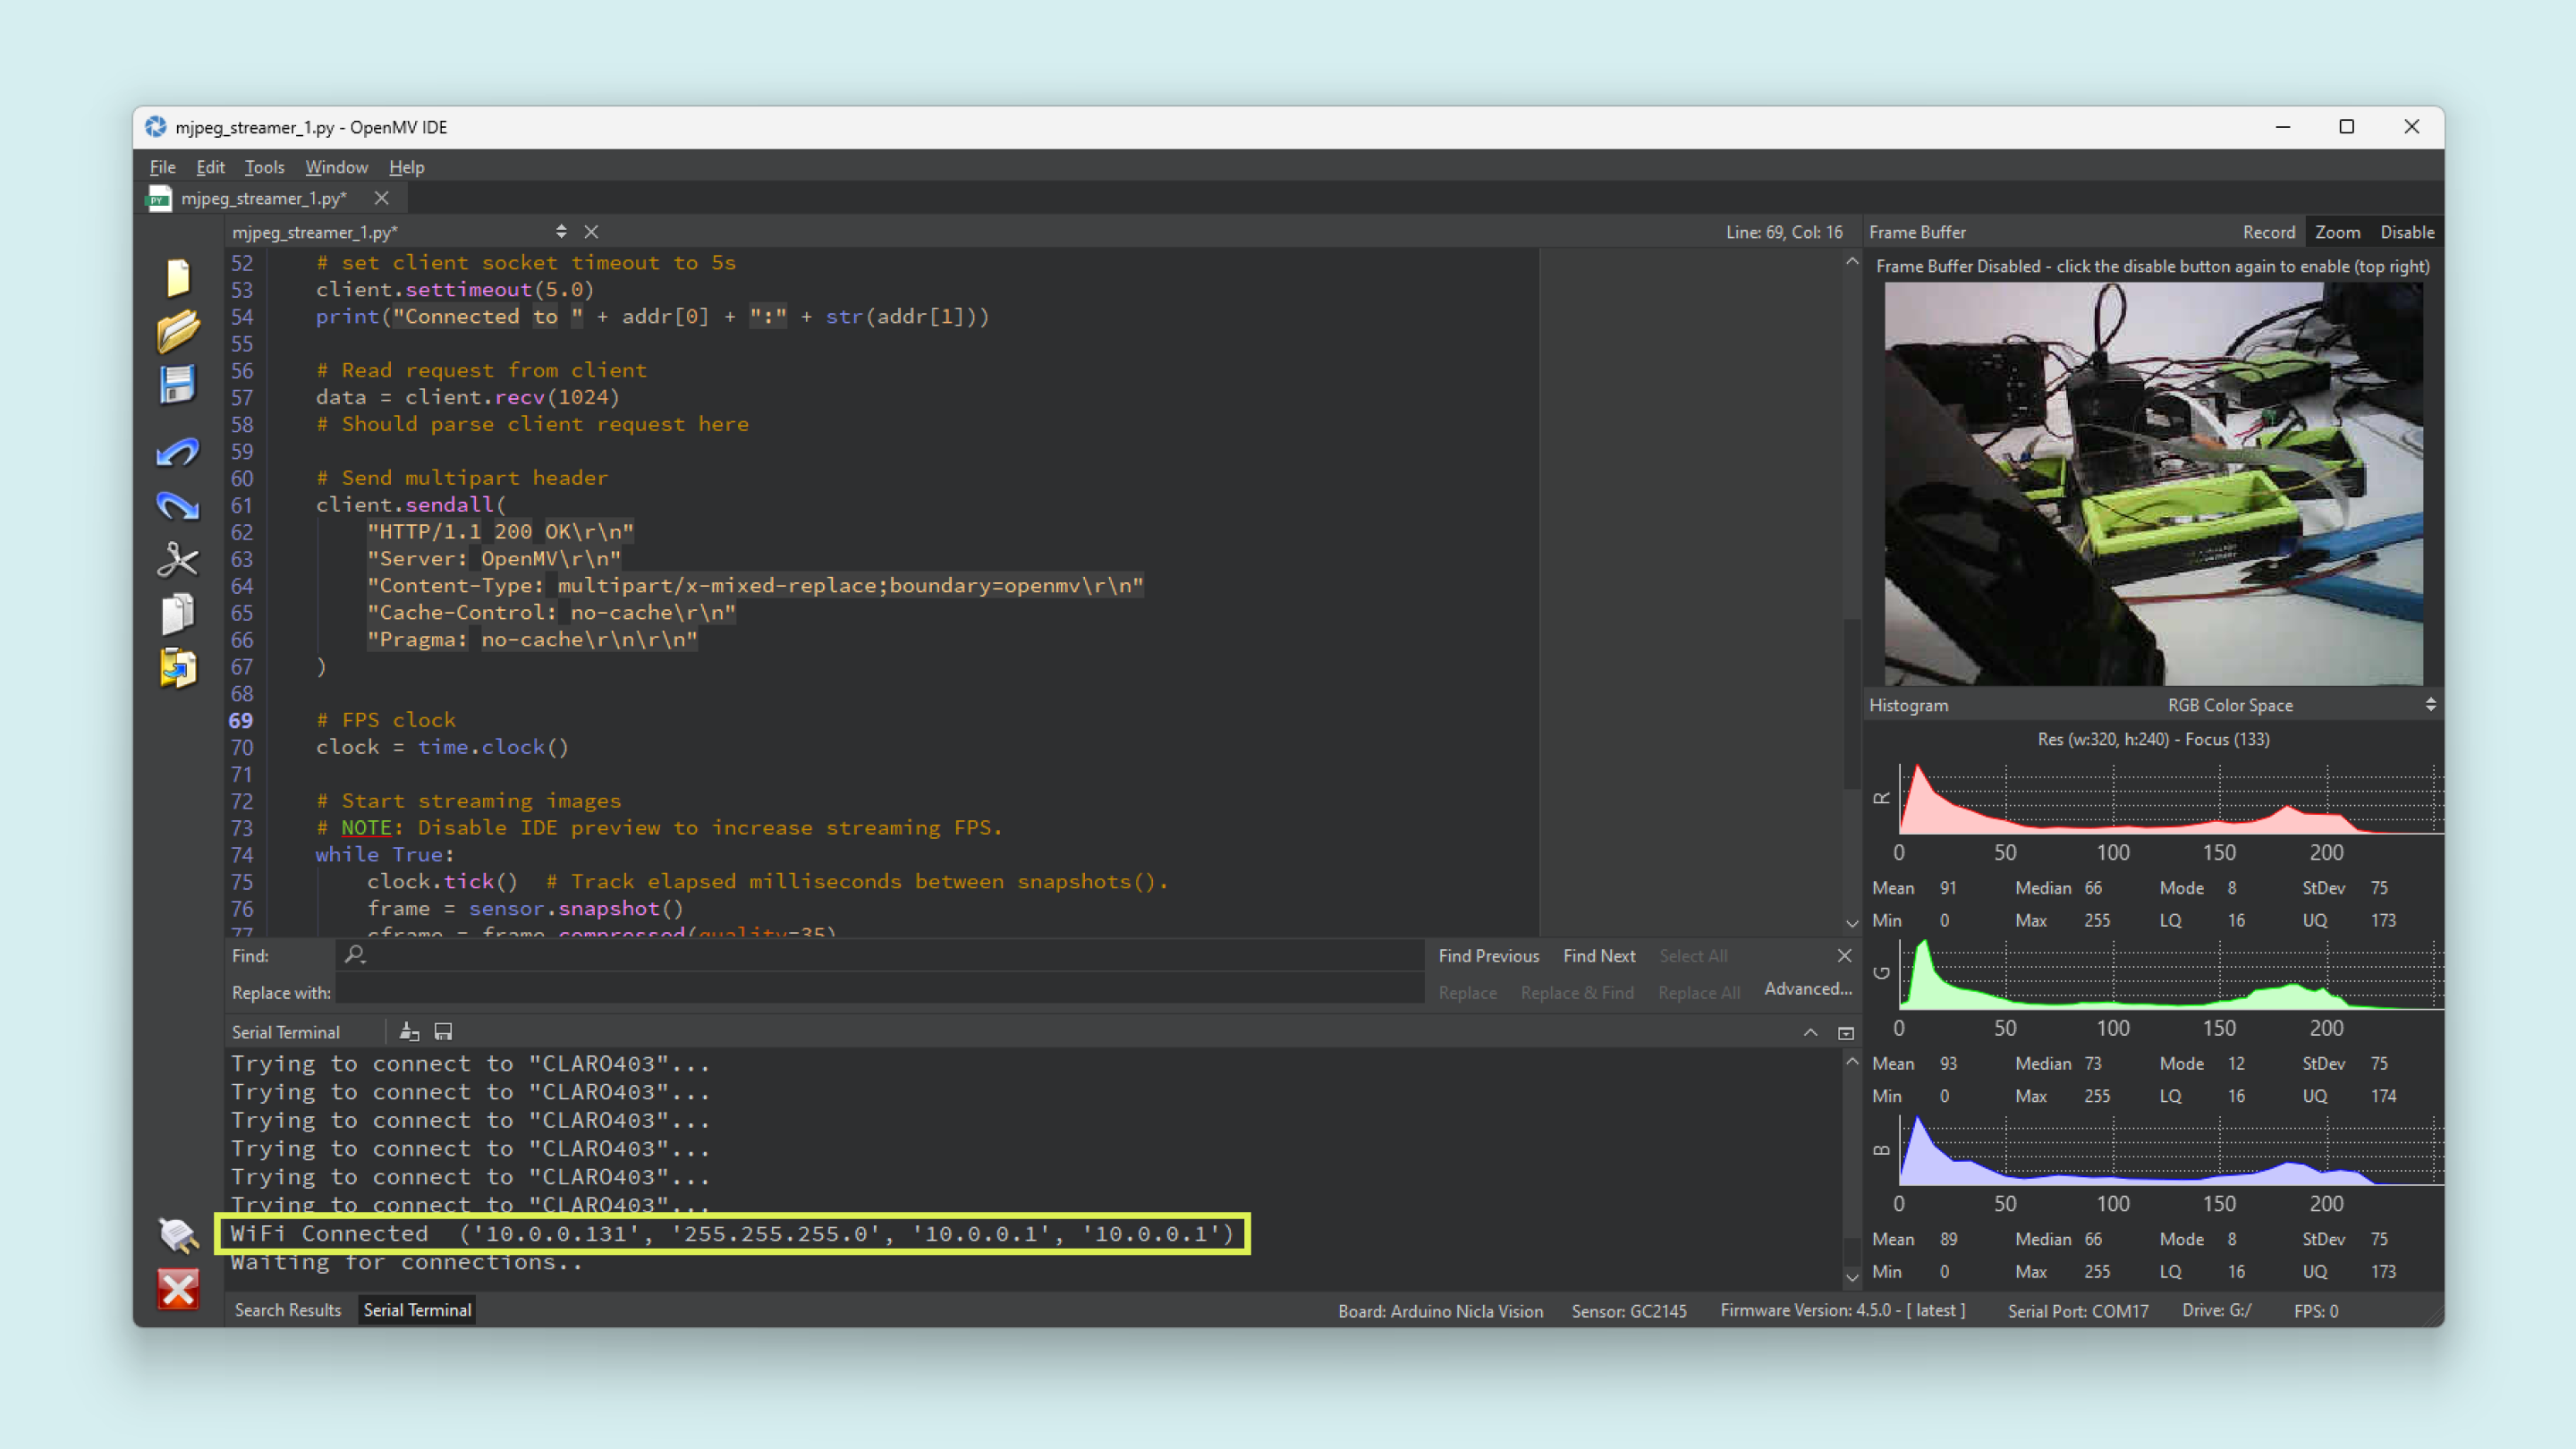 mjpeg_streamer_1.py - OpenMV IDE
File Edit Tools Window Help
PY mjpeg_streamer_1.py*
mjpeg_streamer_1.py* Line: 69, Col: 16
52 # set client socket timeout to 5s
53 client.settimeout(5.0)
54 print("Connected to " + addr[0] + ":" + str(addr[1]))
55
56 # Read request from client
57 data = client.recv(1024)
58 # Should parse client request here
59
60 # Send multipart header
61 client.sendall(
62 "HTTP/1.1 200 OK\r\n"
63 "Server: OpenMV\r\n"
64 "Content-Type: multipart/x-mixed-replace;boundary=openmv\r\n"
65 "Cache-Control: no-cache\r\n"
66 "Pragma: no-cache\r\n\r\n"
67 )
68
69 # FPS clock
70 clock = time.clock()
71
72 # Start streaming images
73 # NOTE: Disable IDE preview to increase streaming FPS.
74 while True:
75 clock.tick() # Track elapsed milliseconds between snapshots().
76 frame = sensor.snapshot()
77 cframe = frame.compressed(quality=35)
Find: Find Previous Find Next Select All
Replace with: Replace Replace & Find Replace All Advanced...
Serial Terminal
Trying to connect to "CLARO403"...
Trying to connect to "CLARO403"...
Trying to connect to "CLARO403"...
Trying to connect to "CLARO403"...
Trying to connect to "CLARO403"...
Trying to connect to "CLARO403"...
WiFi Connected ('10.0.0.131', '255.255.255.0', '10.0.0.1', '10.0.0.1')
Waiting for connections..
Frame Buffer Record Zoom Disable
Frame Buffer Disabled - click the disable button again to enable (top right)
Histogram RGB Color Space
Res (w:320, h:240) - Focus (133)
R
0 50 100 150 200
Mean 91 Median 66 Mode 8 StDev 75
Min 0 Max 255 LQ 16 UQ 173
G
0 50 100 150 200
Mean 93 Median 73 Mode 12 StDev 75
Min 0 Max 255 LQ 16 UQ 174
B
0 50 100 150 200
Mean 89 Median 66 Mode 8 StDev 75
Min 0 Max 255 LQ 16 UQ 173
Search Results Serial Terminal Board: Arduino Nicla Vision Sensor: GC2145 Firmware Version: 4.5.0 - [ latest ] Serial Port: COM17 Drive: G:/ FPS: 0